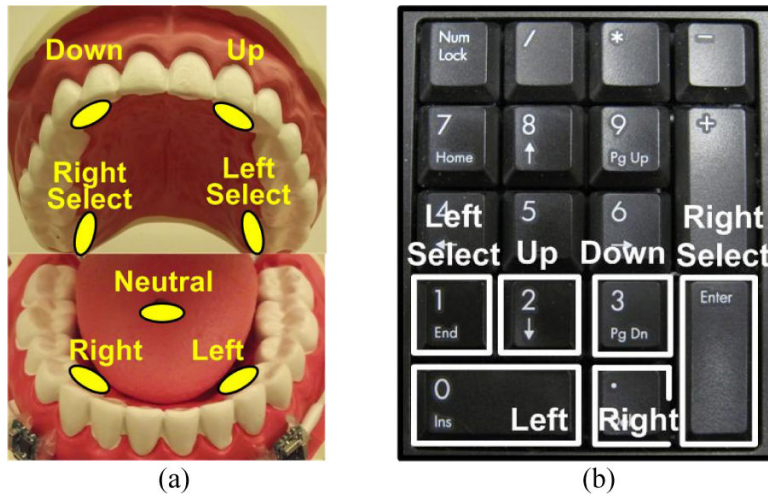 Down Up
Right Left
Select Select
Neutral
Right Left
(a)
Num / * −
Lock
7 8 9 +
Home ↑ Pg Up
4 5 6
← →
Left Up Down Right
Select Select
1 2 3 Enter
End ↓ Pg Dn
0 .
Ins Left Right
(b)